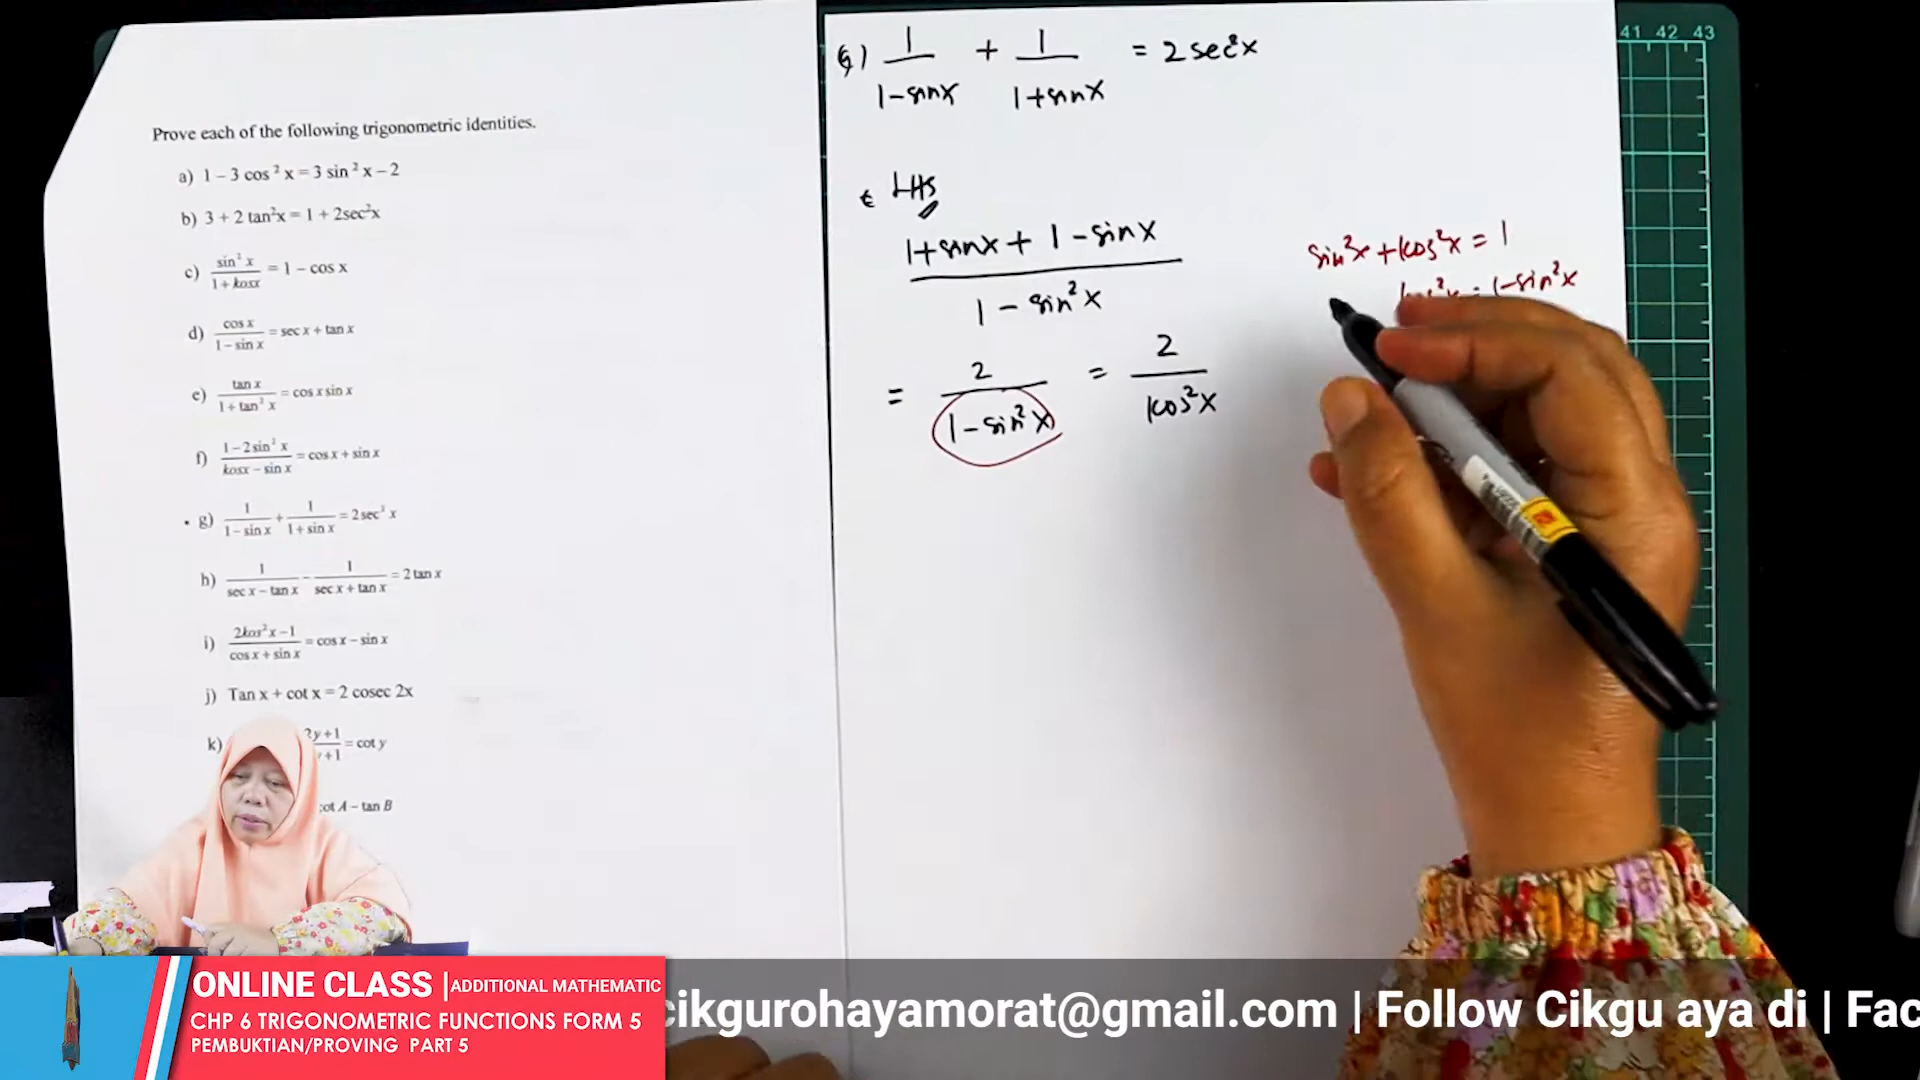 Prove each of the following trigonometric identities.
a) 1 – 3 cos ² x = 3 sin ² x – 2
b) 3 + 2 tan²x = 1 + 2sec²x
c) sin² x / 1 + kosx = 1 – cos x
d) cos x / 1 – sin x = sec x + tan x
e) tan x / 1 + tan² x = cos x sin x
f) 1 – 2 sin² x / kosx – sin x = cos x + sin x
g) 1 / 1 – sin x + 1 / 1 + sin x = 2 sec² x
h) 1 / sec x – tan x – 1 / sec x + tan x = 2 tan x
i) 2kos²x – 1 / cos x + sin x = cos x – sin x
j) Tan x + cot x = 2 cosec 2x
k) 2y + 1 / + 1 = cot y
cot A – tan B
g) 1 / 1 – sinx + 1 / 1 + sinx = 2 sec²x
LHS
1 + sinx + 1 – sinx / 1 – sin²x
= 2 / 1 – sin²x = 2 / kos²x
sin²x + kos²x = 1
kos²x = 1 – sin²x
41 42 43
ONLINE CLASS | ADDITIONAL MATHEMATIC
CHP 6 TRIGONOMETRIC FUNCTIONS FORM 5
PEMBUKTIAN/PROVING PART 5
cikgurohayamorat@gmail.com | Follow Cikgu aya di | Fac